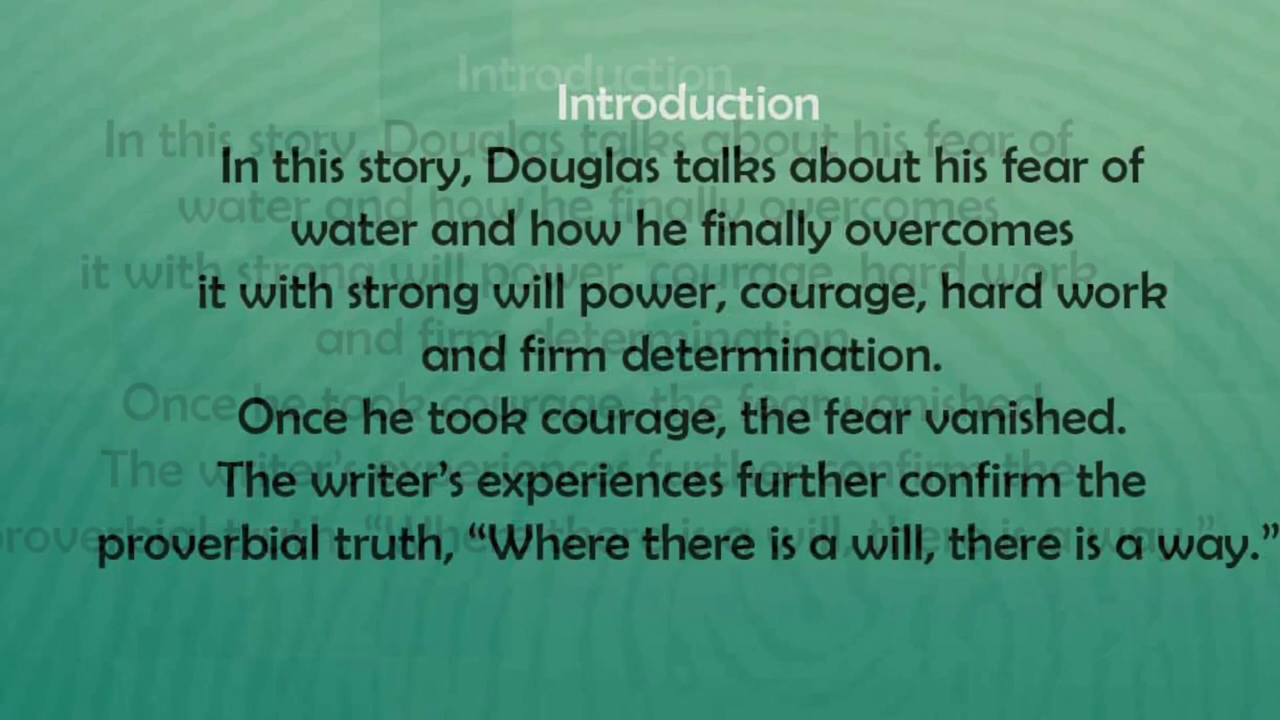 Introduction
In this story, Douglas talks about his fear of
water and how he finally overcomes
it with strong will power, courage, hard work
and firm determination.
Once he took courage, the fear vanished.
The writer’s experiences further confirm the
proverbial truth, “Where there is a will, there is a way.”